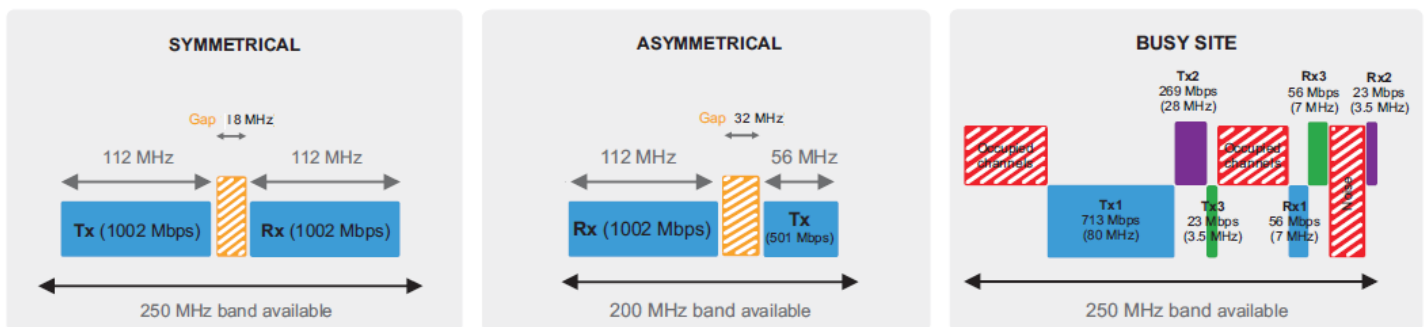 SYMMETRICAL
Gap 18 MHz
112 MHz
112 MHz
Tx (1002 Mbps)
Rx (1002 Mbps)
250 MHz band available
ASYMMETRICAL
Gap 32 MHz
112 MHz
56 MHz
Rx (1002 Mbps)
Tx
(501 Mbps)
200 MHz band available
BUSY SITE
Tx2
269 Mbps
(28 MHz)
Rx3
56 Mbps
(7 MHz)
Rx2
23 Mbps
(3.5 MHz)
Occupied
channels
Occupied
channels
Noise
Tx1
713 Mbps
(80 MHz)
Tx3
23 Mbps
(3.5 MHz)
Rx1
56 Mbps
(7 MHz)
250 MHz band available